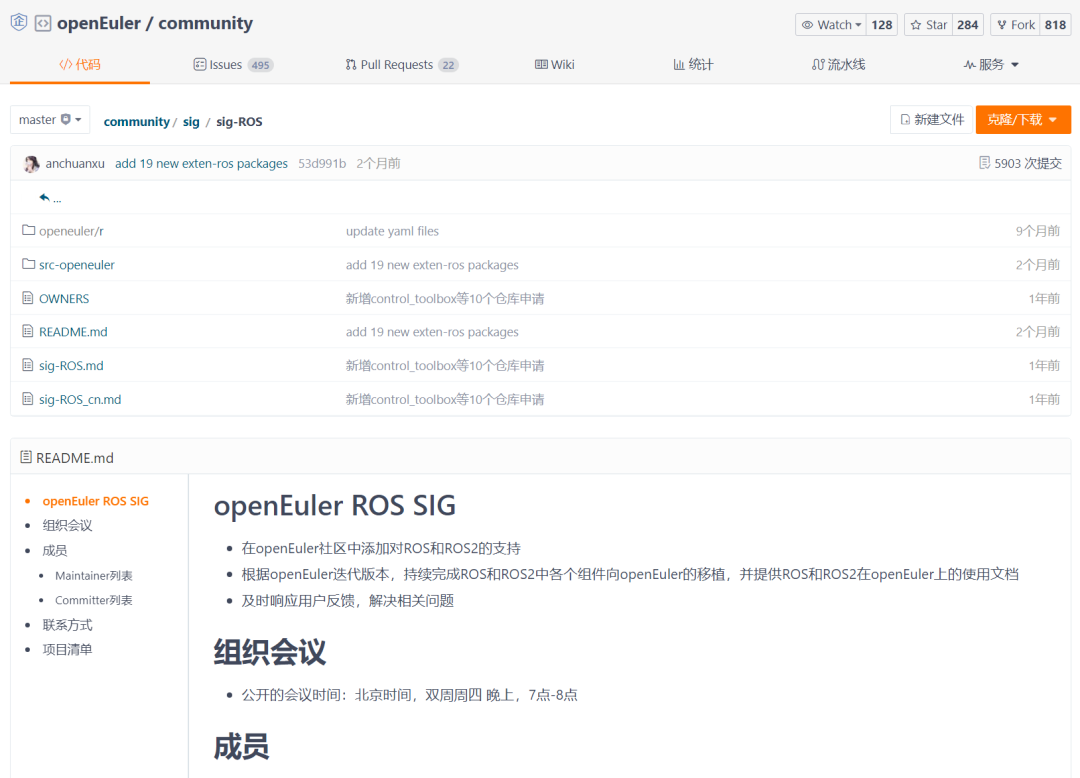 企 openEuler / community Watch 128 Star 284 Fork 818
代码 Issues 495 Pull Requests 22 Wiki 统计 流水线 服务
master community / sig / sig-ROS 新建文件 克隆/下载
anchuanxu add 19 new exten-ros packages 53d991b 2个月前 5903 次提交
...
openeuler/r update yaml files 9个月前
src-openeuler add 19 new exten-ros packages 2个月前
OWNERS 新增control_toolbox等10个仓库申请 1年前
README.md add 19 new exten-ros packages 2个月前
sig-ROS.md 新增control_toolbox等10个仓库申请 1年前
sig-ROS_cn.md 新增control_toolbox等10个仓库申请 1年前
README.md
openEuler ROS SIG
组织会议
成员
Maintainer列表
Committer列表
联系方式
项目清单
openEuler ROS SIG
在openEuler社区中添加对ROS和ROS2的支持
根据openEuler迭代版本，持续完成ROS和ROS2中各个组件向openEuler的移植，并提供ROS和ROS2在openEuler上的使用文档
及时响应用户反馈，解决相关问题
组织会议
公开的会议时间：北京时间，双周周四 晚上，7点-8点
成员